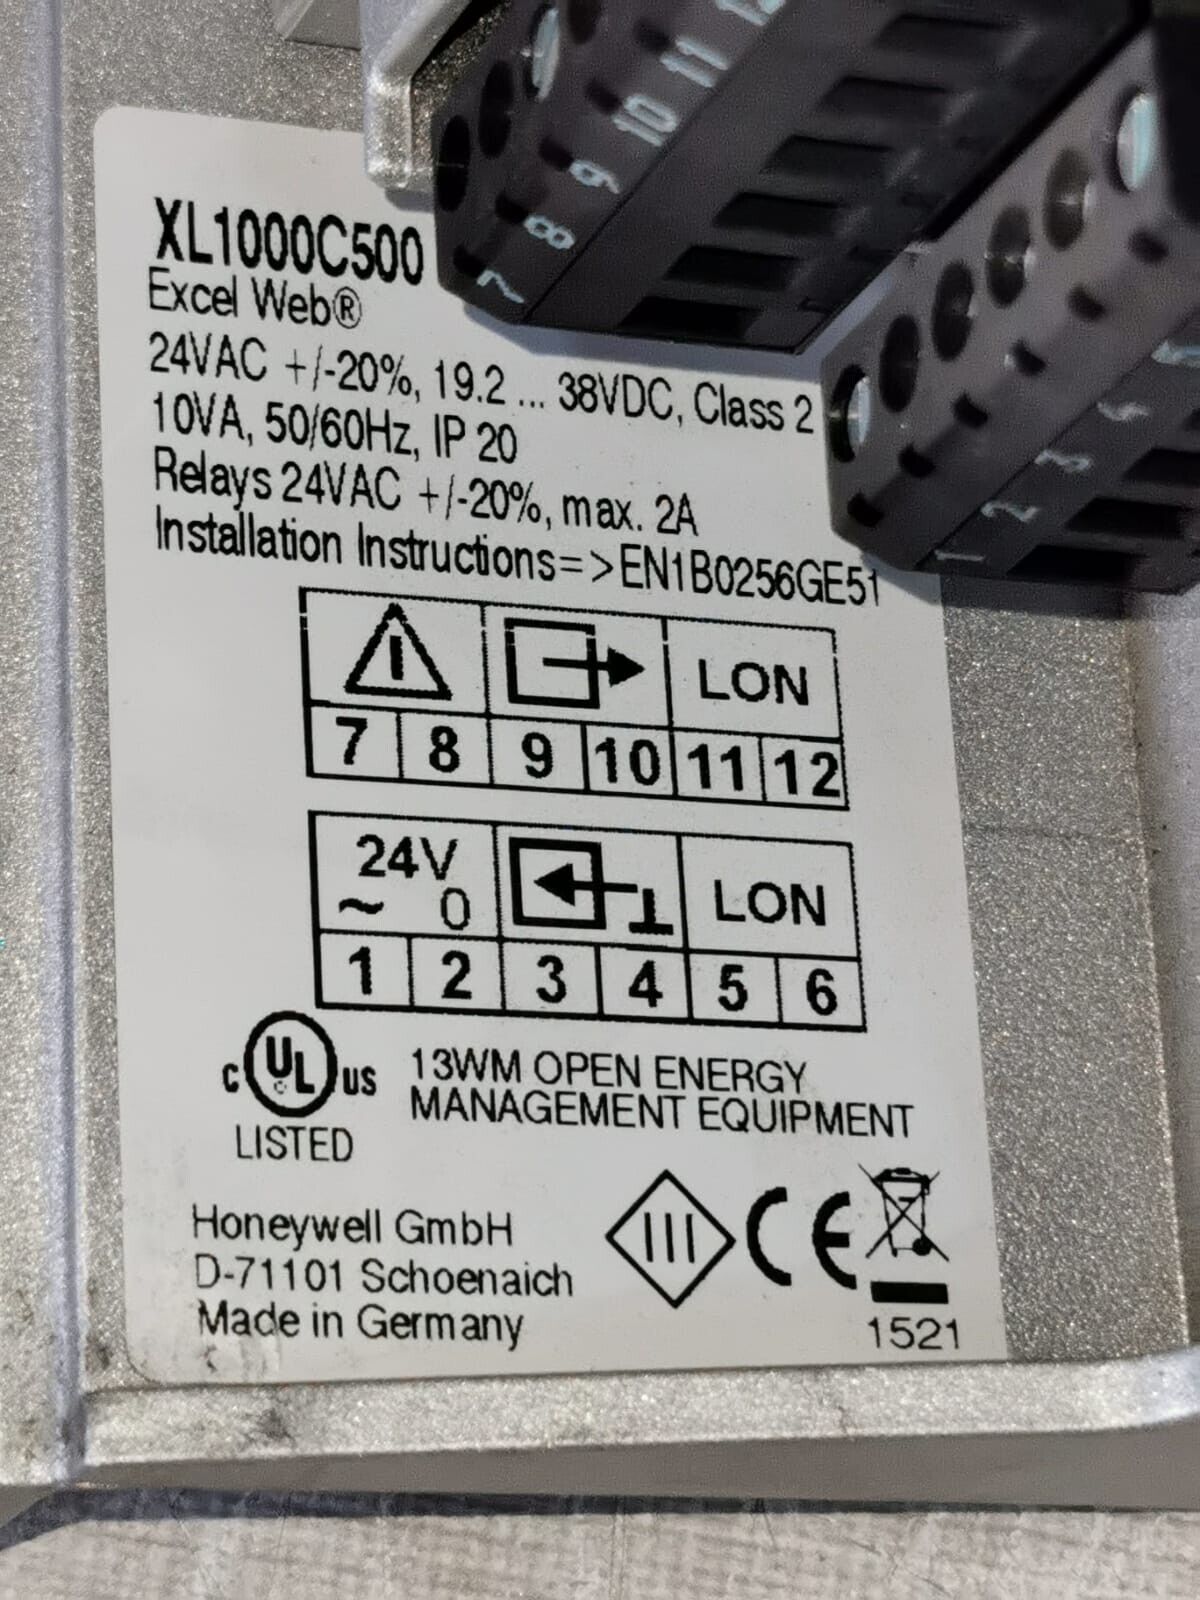 7 8 9 10 11 12
1 2 3 4
XL1000C500
Excel Web®
24VAC +/-20%, 19.2 ... 38VDC, Class 2
10VA, 50/60Hz, IP 20
Relays 24VAC +/-20%, max. 2A
Installation Instructions=>EN1B0256GE51
LON
7 8 9 10 11 12
24V
~ 0
LON
1 2 3 4 5 6
C UL US
LISTED
13WM OPEN ENERGY
MANAGEMENT EQUIPMENT
Honeywell GmbH
D-71101 Schoenaich
Made in Germany
III CE
1521